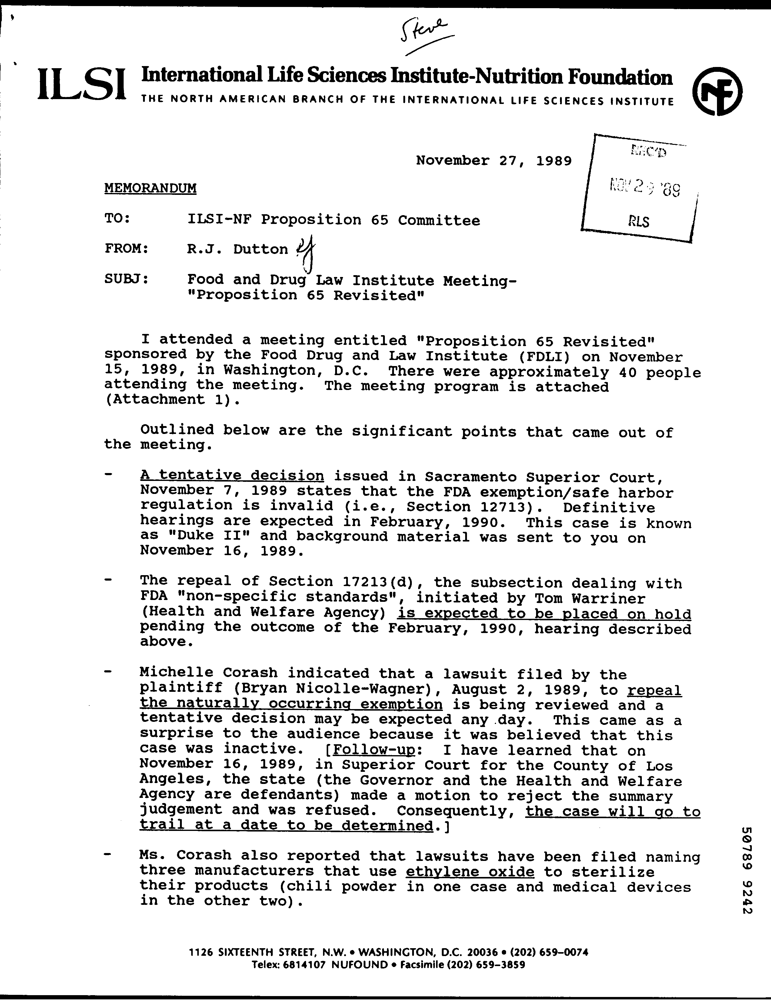 Steve
ILSI International Life Sciences Institute-Nutrition Foundation
THE NORTH AMERICAN BRANCH OF THE INTERNATIONAL LIFE SCIENCES INSTITUTE
NF
November 27, 1989
REC'D
NOV 29 '89
RLS
MEMORANDUM
TO: ILSI-NF Proposition 65 Committee
FROM: R.J. Dutton
SUBJ: Food and Drug Law Institute Meeting-
"Proposition 65 Revisited"
I attended a meeting entitled "Proposition 65 Revisited"
sponsored by the Food Drug and Law Institute (FDLI) on November
15, 1989, in Washington, D.C. There were approximately 40 people
attending the meeting. The meeting program is attached
(Attachment 1).
Outlined below are the significant points that came out of
the meeting.
- A tentative decision issued in Sacramento Superior Court,
November 7, 1989 states that the FDA exemption/safe harbor
regulation is invalid (i.e., Section 12713). Definitive
hearings are expected in February, 1990. This case is known
as "Duke II" and background material was sent to you on
November 16, 1989.
- The repeal of Section 17213(d), the subsection dealing with
FDA "non-specific standards", initiated by Tom Warriner
(Health and Welfare Agency) is expected to be placed on hold
pending the outcome of the February, 1990, hearing described
above.
- Michelle Corash indicated that a lawsuit filed by the
plaintiff (Bryan Nicolle-Wagner), August 2, 1989, to repeal
the naturally occurring exemption is being reviewed and a
tentative decision may be expected any day. This came as a
surprise to the audience because it was believed that this
case was inactive. [Follow-up: I have learned that on
November 16, 1989, in Superior Court for the County of Los
Angeles, the state (the Governor and the Health and Welfare
Agency are defendants) made a motion to reject the summary
judgement and was refused. Consequently, the case will go to
trail at a date to be determined.]
- Ms. Corash also reported that lawsuits have been filed naming
three manufacturers that use ethylene oxide to sterilize
their products (chili powder in one case and medical devices
in the other two).
50789 9242
1126 SIXTEENTH STREET, N.W. • WASHINGTON, D.C. 20036 • (202) 659-0074
Telex: 6814107 NUFOUND • Facsimile (202) 659-3859